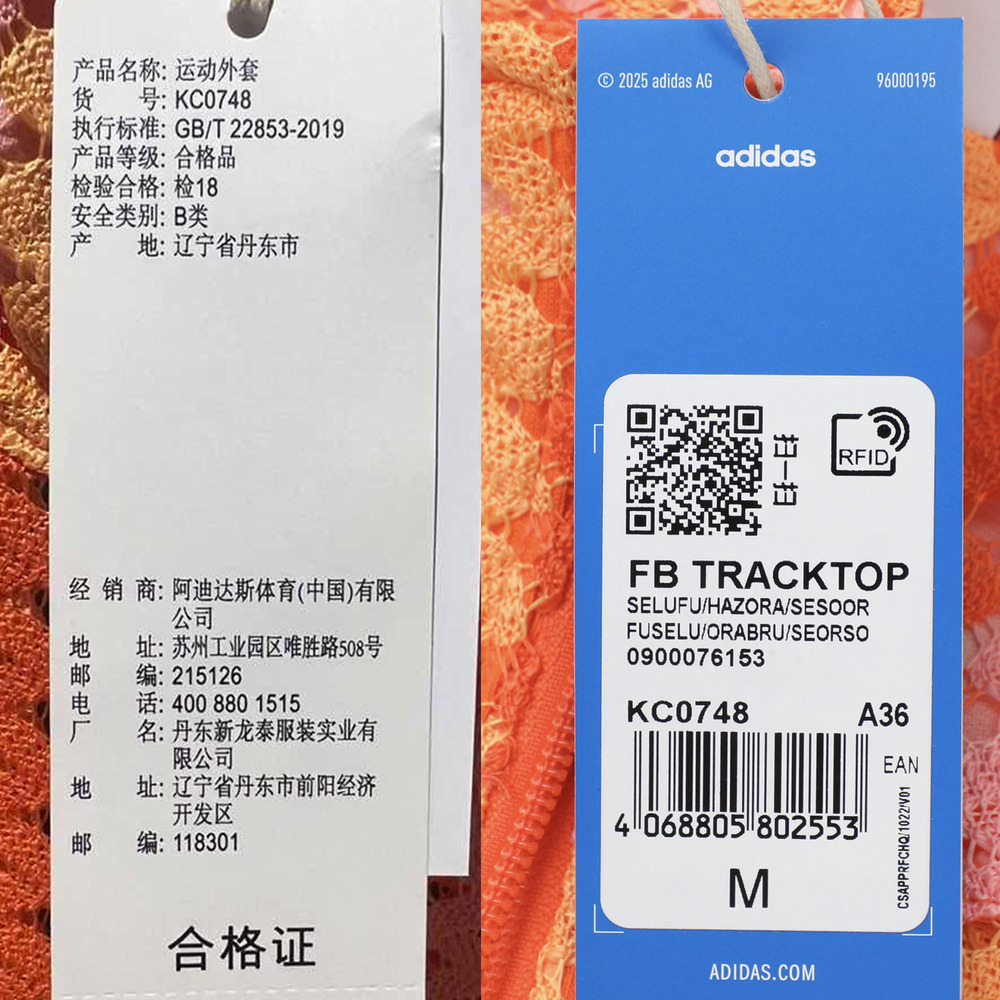 产品名称: 运动外套
货 号: KC0748
执行标准: GB/T 22853-2019
产品等级: 合格品
检验合格: 检18
安全类别: B类
产 地: 辽宁省丹东市
经 销 商: 阿迪达斯体育(中国)有限
公司
地 址: 苏州工业园区唯胜路508号
邮 编: 215126
电 话: 400 880 1515
厂 名: 丹东新龙泰服装实业有
限公司
地 址: 辽宁省丹东市前阳经济
开发区
邮 编: 118301
合格证
© 2025 adidas AG
96000195
adidas
扫一扫
RFID
FB TRACKTOP
SELUFU/HAZORA/SESOOR
FUSELU/ORABRU/SEORSO
0900076153
KC0748 A36
EAN
4 068805 802553
CSAPPRFCHQ/1022/V01
M
ADIDAS.COM